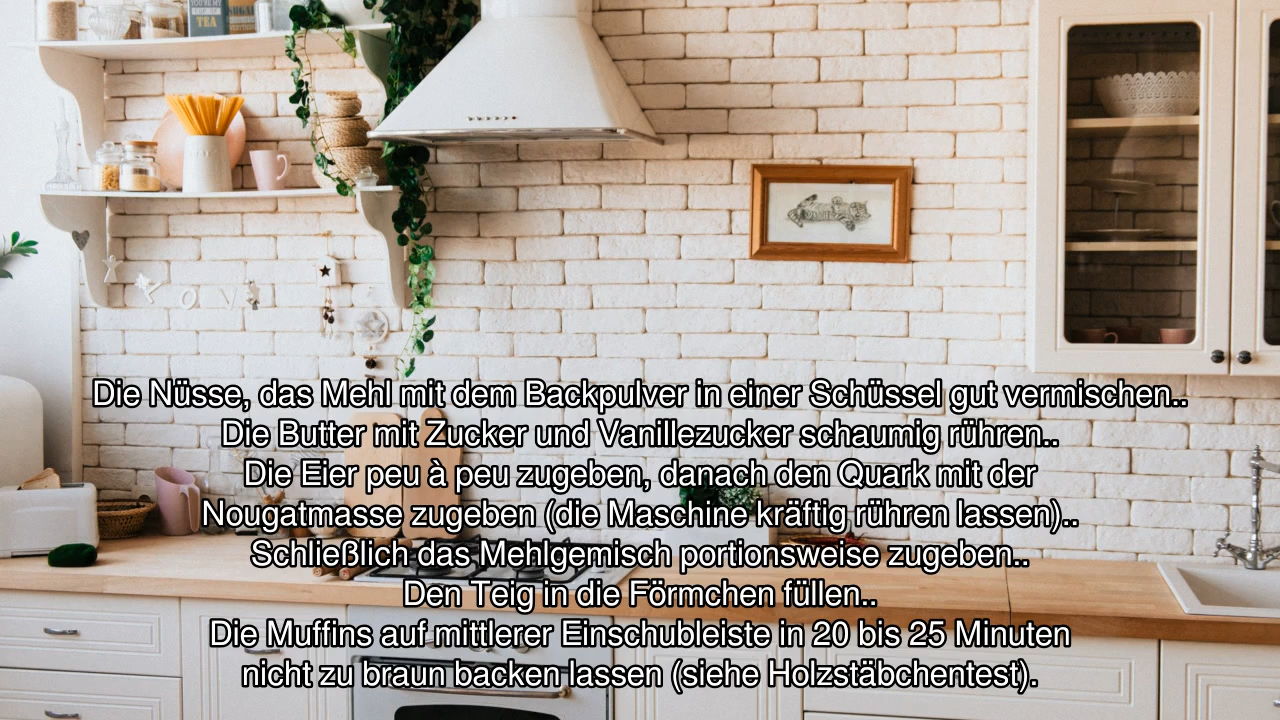 TEA
Die Nüsse, das Mehl mit dem Backpulver in einer Schüssel gut vermischen..
Die Butter mit Zucker und Vanillezucker schaumig rühren..
Die Eier peu à peu zugeben, danach den Quark mit der
Nougatmasse zugeben (die Maschine kräftig rühren lassen)..
Schließlich das Mehlgemisch portionsweise zugeben..
Den Teig in die Förmchen füllen..
Die Muffins auf mittlerer Einschubleiste in 20 bis 25 Minuten
nicht zu braun backen lassen (siehe Holzstäbchentest).